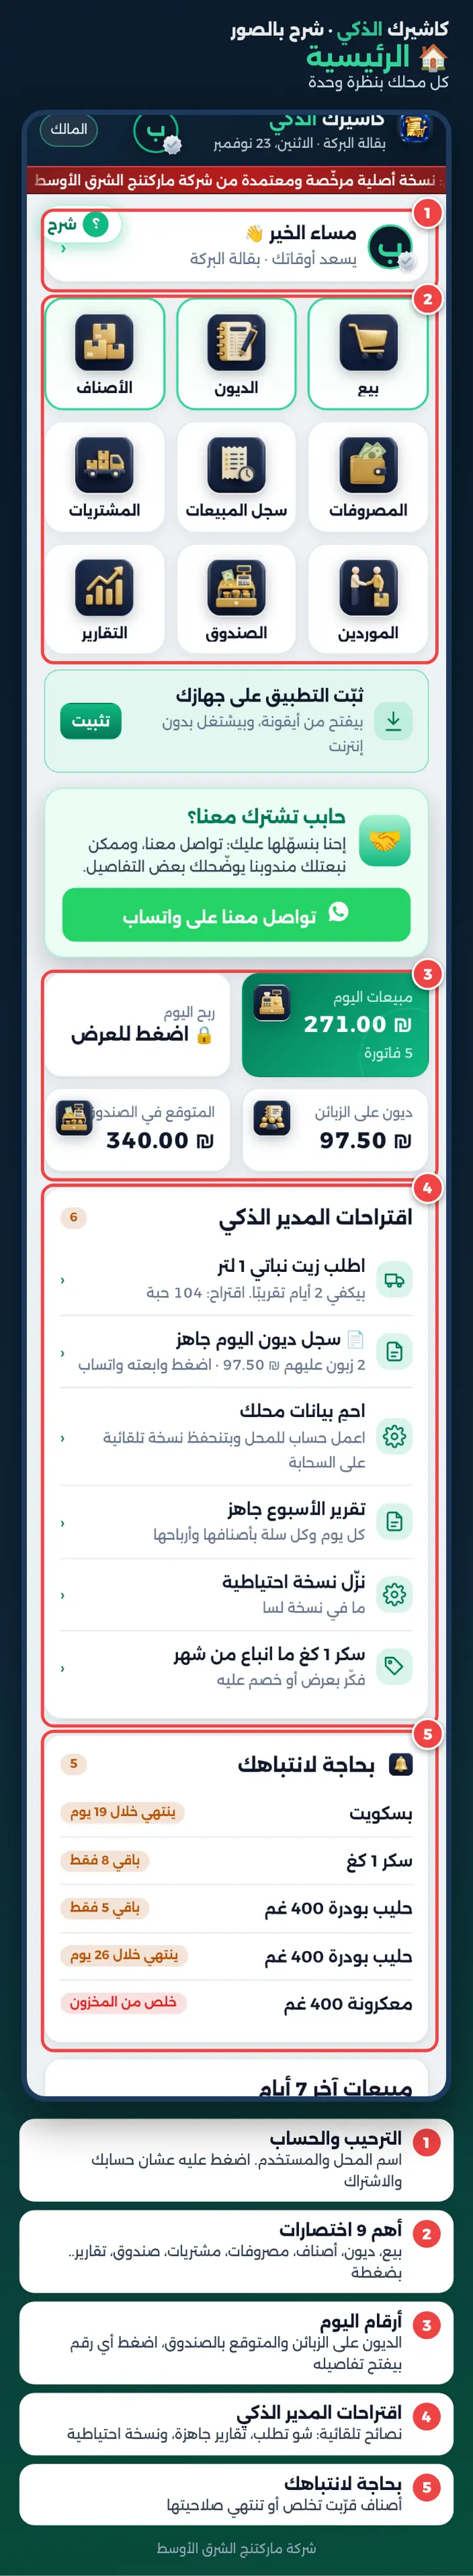 كاشيرك الذكي · شرح بالصور
🏠 الرئيسية
كل محلك بنظرة وحدة
كاشيرك الذكي
بقالة البركة · الاثنين، 23 نوفمبر
ب
المالك
نسخة أصلية مرخّصة ومعتمدة من شركة ماركتنج الشرق الأوسط
1
مساء الخير 👋
يسعد أوقاتك · بقالة البركة
ب
؟ شرح
2
بيع
الديون
الأصناف
المصروفات
سجل المبيعات
المشتريات
الموردين
الصندوق
التقارير
ثبّت التطبيق على جهازك
بيفتح من أيقونة، وبيشتغل بدون
إنترنت
تثبيت
حابب تشترك معنا؟
إحنا بنسهّلها عليك: تواصل معنا، وممكن
نبعتلك مندوبنا يوضّحلك بعض التفاصيل.
تواصل معنا على واتساب
3
مبيعات اليوم
271.00 ₪
5 فاتورة
ربح اليوم
🔒 اضغط للعرض
ديون على الزبائن
97.50 ₪
المتوقع في الصندوق
340.00 ₪
4
اقتراحات المدير الذكي
6
اطلب زيت نباتي 1 لتر
بيكفي 2 أيام تقريبًا. اقتراح: 104 حبة
📄 سجل ديون اليوم جاهز
2 زبون عليهم ₪ 97.50 · اضغط وابعته واتساب
احمِ بيانات محلك
اعمل حساب للمحل وبتنحفظ نسخة تلقائية
على السحابة
تقرير الأسبوع جاهز
كل يوم وكل سلة بأصنافها وأرباحها
نزّل نسخة احتياطية
ما في نسخة لسا
سكر 1 كغ ما انباع من شهر
فكّر بعرض أو خصم عليه
5
بحاجة لانتباهك
5
بسكويت
ينتهي خلال 19 يوم
سكر 1 كغ
باقي 8 فقط
حليب بودرة 400 غم
باقي 5 فقط
حليب بودرة 400 غم
ينتهي خلال 26 يوم
معكرونة 400 غم
خلص من المخزون
مبيعات آخر 7 أيام
1
الترحيب والحساب
اسم المحل والمستخدم. اضغط عليه عشان حسابك
والاشتراك
2
أهم 9 اختصارات
بيع، ديون، أصناف، مصروفات، مشتريات، صندوق، تقارير..
بضغطة
3
أرقام اليوم
الديون على الزبائن والمتوقع بالصندوق، اضغط أي رقم
بيفتح تفاصيله
4
اقتراحات المدير الذكي
نصائح تلقائية: شو تطلب، تقارير جاهزة، ونسخة احتياطية
5
بحاجة لانتباهك
أصناف قرّبت تخلص أو تنتهي صلاحيتها
شركة ماركتنج الشرق الأوسط